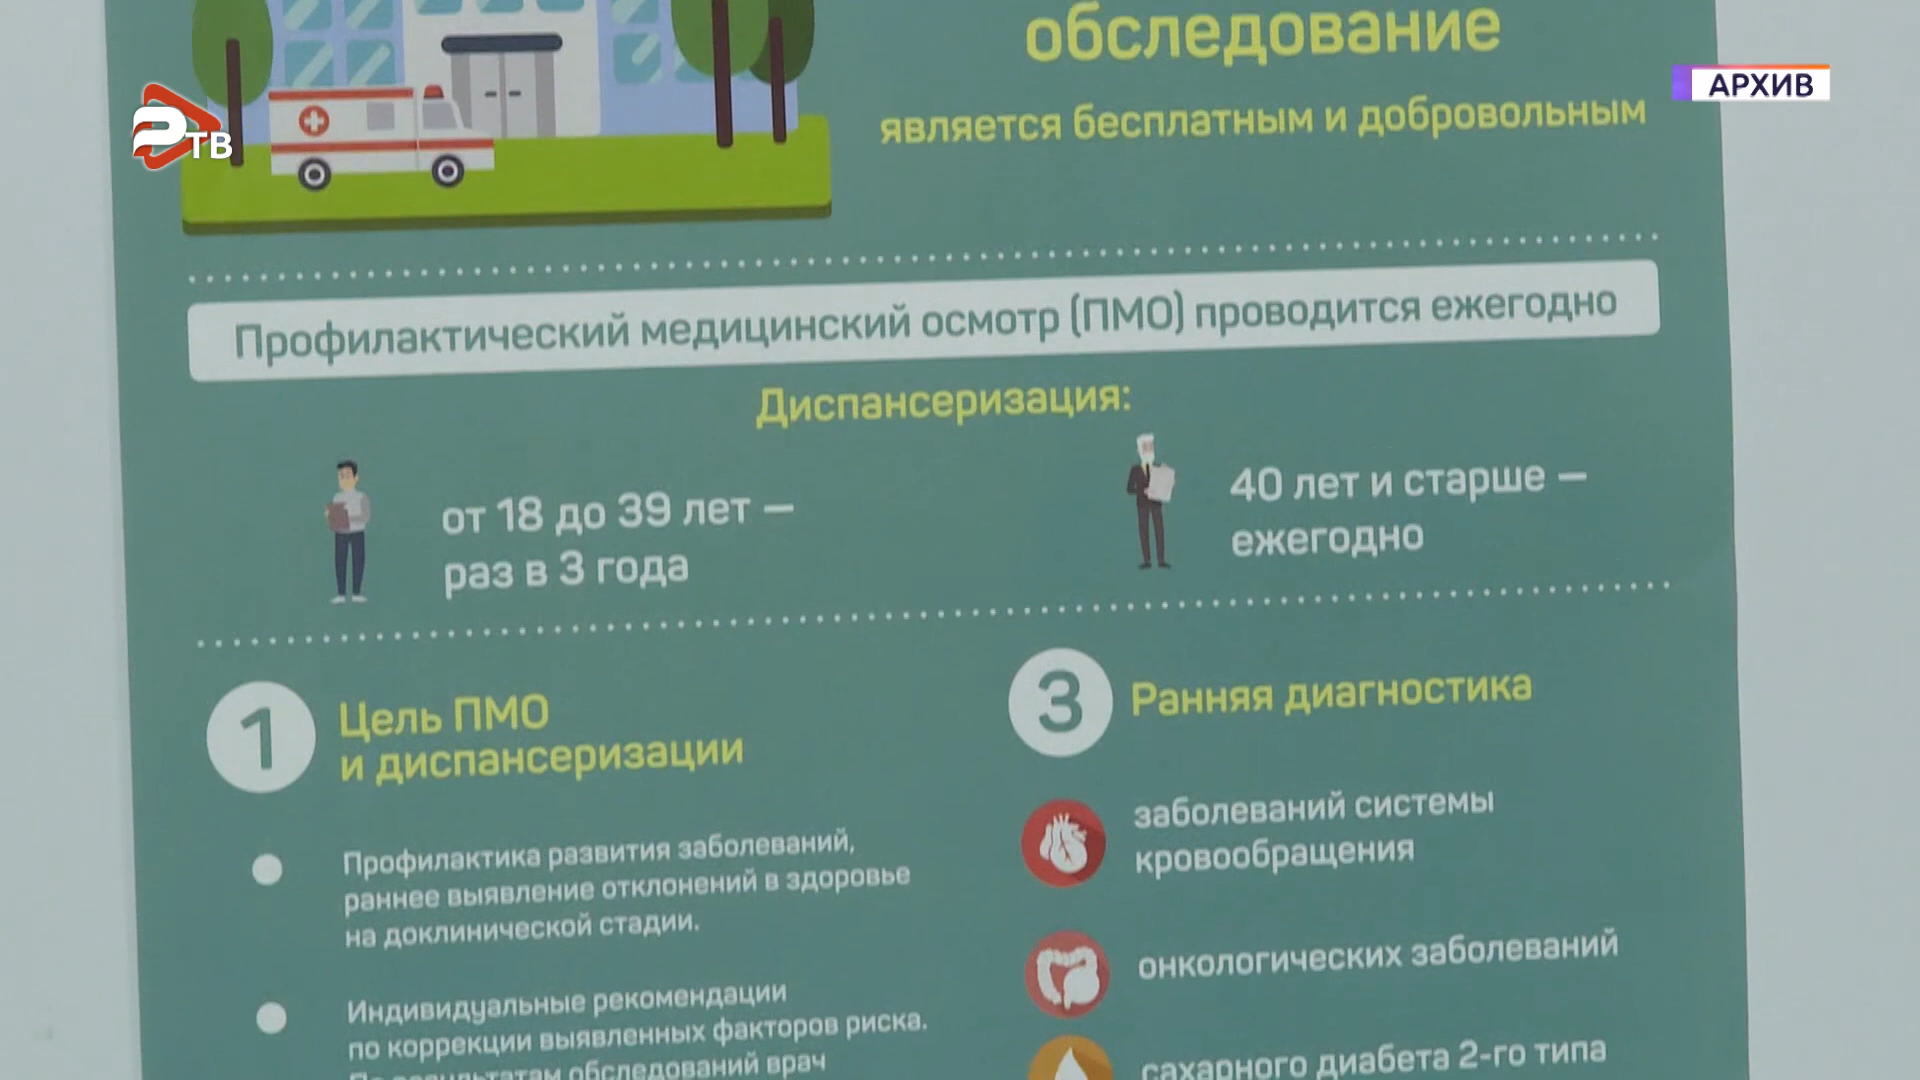 обследование
является бесплатным и добровольным
АРХИВ
2ТВ
Профилактический медицинский осмотр (ПМО) проводится ежегодно
Диспансеризация:
от 18 до 39 лет —
раз в 3 года
40 лет и старше —
ежегодно
1
Цель ПМО
и диспансеризации
Профилактика развития заболеваний,
раннее выявление отклонений в здоровье
на доклинической стадии.
Индивидуальные рекомендации
по коррекции выявленных факторов риска.
По результатам обследований врач
3
Ранняя диагностика
заболеваний системы
кровообращения
онкологических заболеваний
сахарного диабета 2-го типа